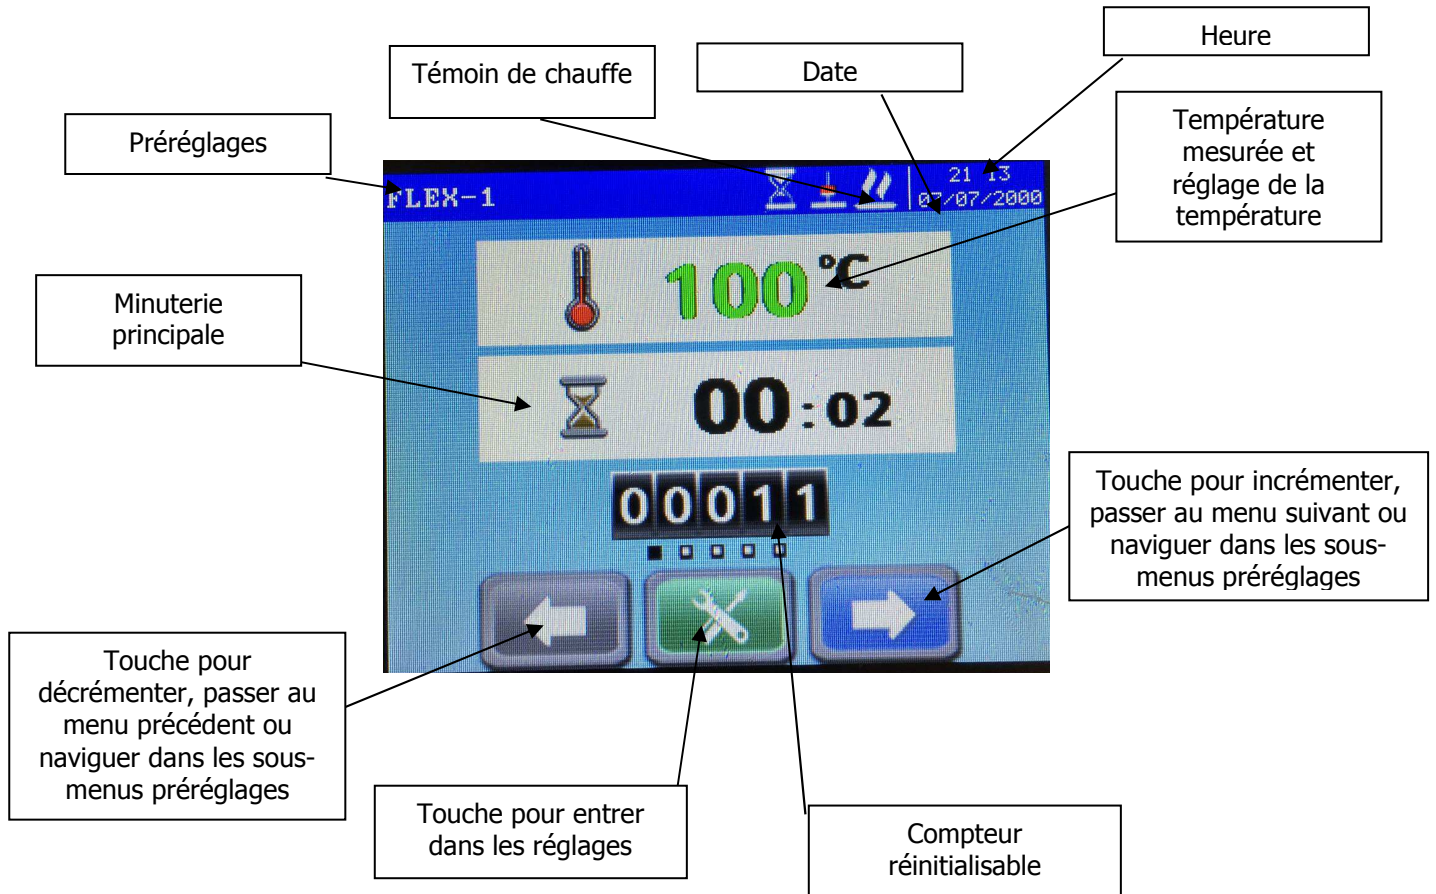 Heure
Témoin de chauffe
Date
Préréglages
Température
mesurée et
réglage de la
température
FLEX-1
21 13
07/07/2000
100 °C
Minuterie
principale
00:02
00011
Touche pour incrémenter,
passer au menu suivant ou
naviguer dans les sous-
menus préréglages
Touche pour
décrémenter, passer au
menu précédent ou
naviguer dans les sous-
menus préréglages
Touche pour entrer
dans les réglages
Compteur
réinitialisable